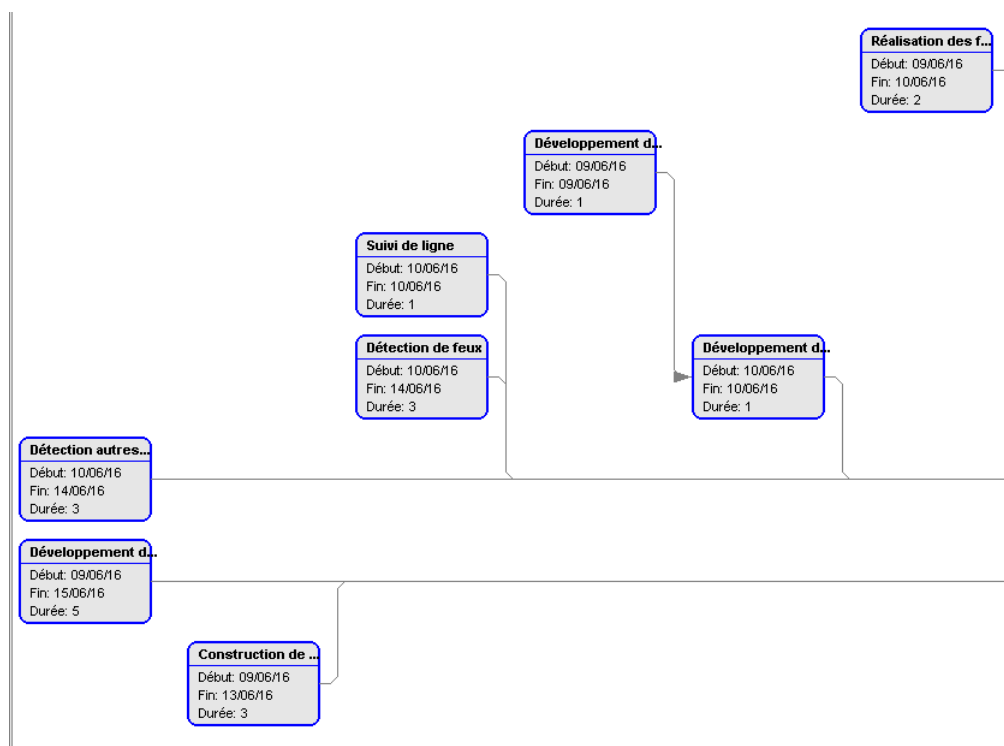 Réalisation des f...
Début: 09/06/16
Fin: 10/06/16
Durée: 2
Développement d...
Début: 09/06/16
Fin: 09/06/16
Durée: 1
Suivi de ligne
Début: 10/06/16
Fin: 10/06/16
Durée: 1
Détection de feux
Début: 10/06/16
Fin: 14/06/16
Durée: 3
Développement d...
Début: 10/06/16
Fin: 10/06/16
Durée: 1
Détection autres...
Début: 10/06/16
Fin: 14/06/16
Durée: 3
Développement d...
Début: 09/06/16
Fin: 15/06/16
Durée: 5
Construction de ...
Début: 09/06/16
Fin: 13/06/16
Durée: 3